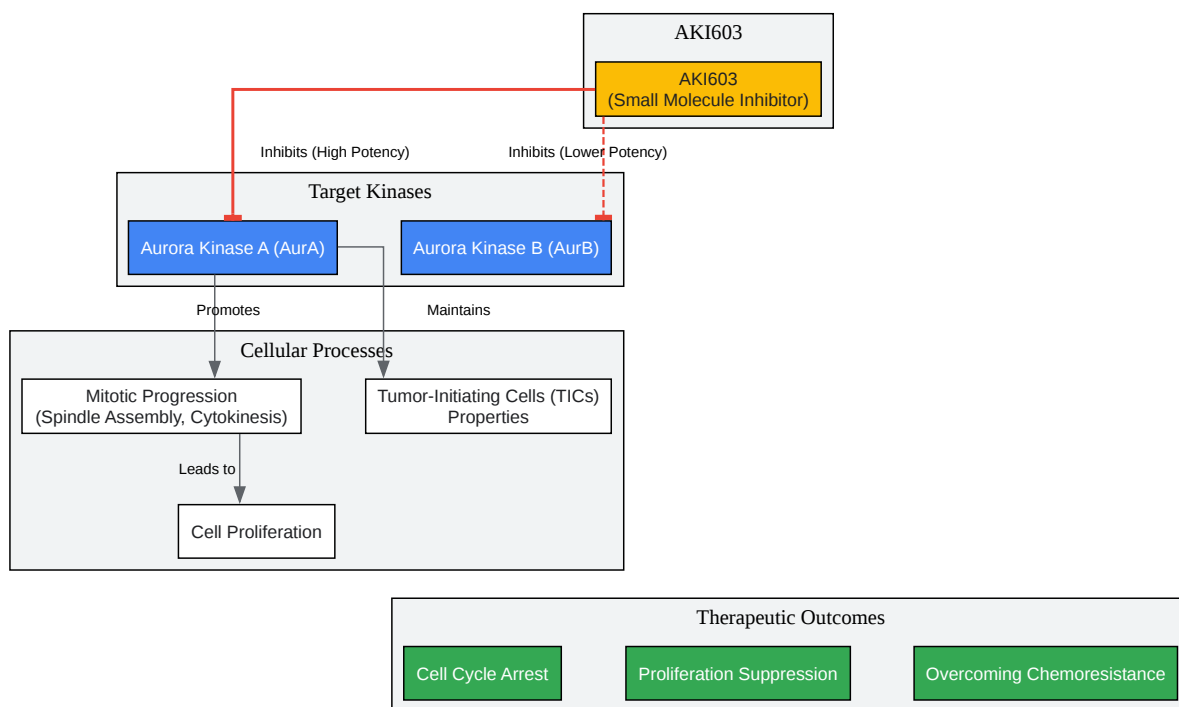 AKI603
AKI603
(Small Molecule Inhibitor)
Inhibits (High Potency)
Inhibits (Lower Potency)
Target Kinases
Aurora Kinase A (AurA)
Aurora Kinase B (AurB)
Promotes
Maintains
Cellular Processes
Mitotic Progression
(Spindle Assembly, Cytokinesis)
Tumor-Initiating Cells (TICs)
Properties
Leads to
Cell Proliferation
Therapeutic Outcomes
Cell Cycle Arrest
Proliferation Suppression
Overcoming Chemoresistance